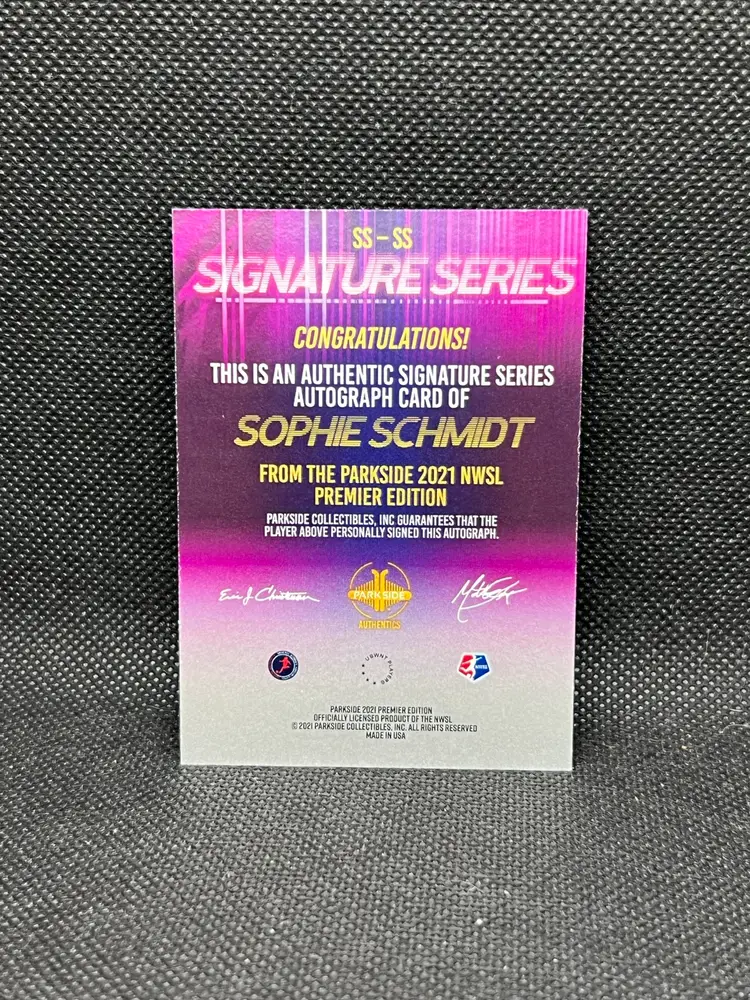 SS – SS
SIGNATURE SERIES
CONGRATULATIONS!
THIS IS AN AUTHENTIC SIGNATURE SERIES
AUTOGRAPH CARD OF
SOPHIE SCHMIDT
FROM THE PARKSIDE 2021 NWSL
PREMIER EDITION
PARKSIDE COLLECTIBLES, INC GUARANTEES THAT THE
PLAYER ABOVE PERSONALLY SIGNED THIS AUTOGRAPH.
PARKSIDE
AUTHENTICS
USWNT PLAYERS
NWSL
PARKSIDE 2021 PREMIER EDITION
OFFICIALLY LICENSED PRODUCT OF THE NWSL
© 2021 PARKSIDE COLLECTIBLES, INC. ALL RIGHTS RESERVED
MADE IN USA